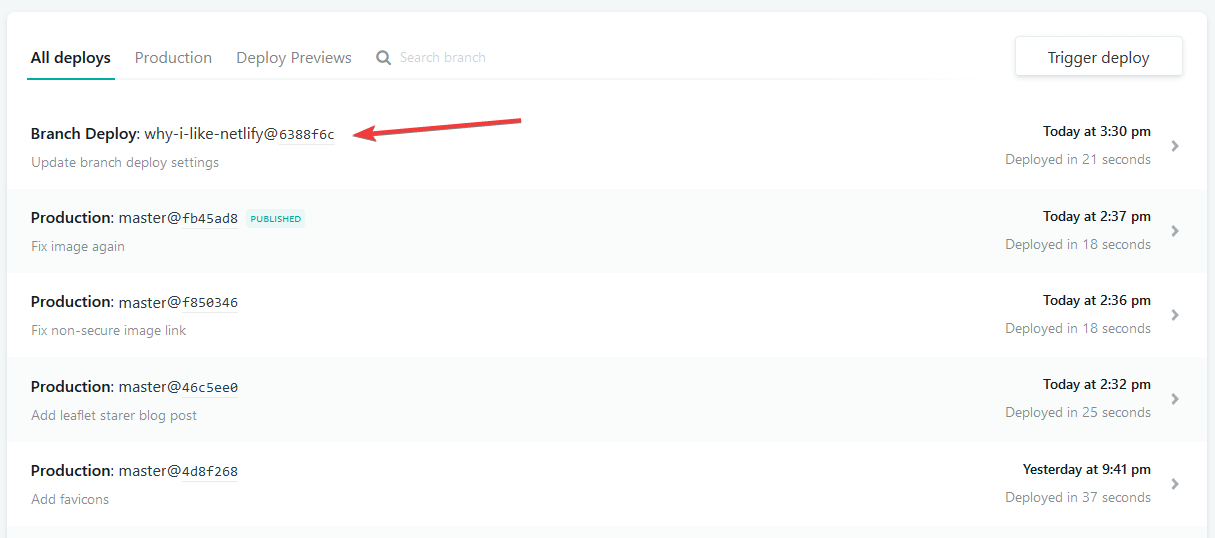 All deploys Production Deploy Previews Search branch Trigger deploy
Branch Deploy: why-i-like-netlify@6388f6c Today at 3:30 pm
Update branch deploy settings Deployed in 21 seconds
Production: master@fb45ad8 PUBLISHED Today at 2:37 pm
Fix image again Deployed in 18 seconds
Production: master@f850346 Today at 2:36 pm
Fix non-secure image link Deployed in 18 seconds
Production: master@46c5ee0 Today at 2:32 pm
Add leaflet starer blog post Deployed in 25 seconds
Production: master@4d8f268 Yesterday at 9:41 pm
Add favicons Deployed in 37 seconds